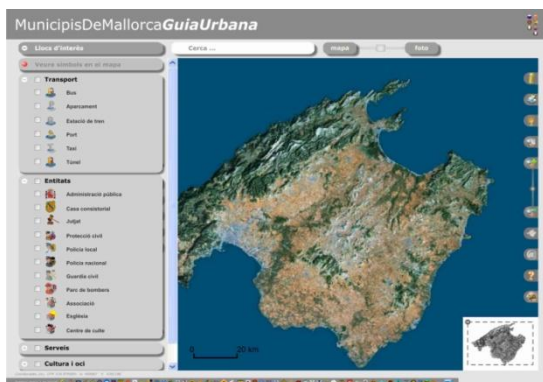 MunicipisDeMallorcaGuiaUrbana
Llocs d'interès
Cerca ...
mapa
foto
Veure símbols en el mapa
Transport
Bus
Aparcament
Estació de tren
Port
Taxi
Túnel
Entitats
Administració pública
Casa consistorial
Jutjat
Protecció civil
Policia local
Policia nacional
Guardia civil
Parc de bombers
Associació
Església
Centre de culte
Serveis
Cultura i oci
0 20 km